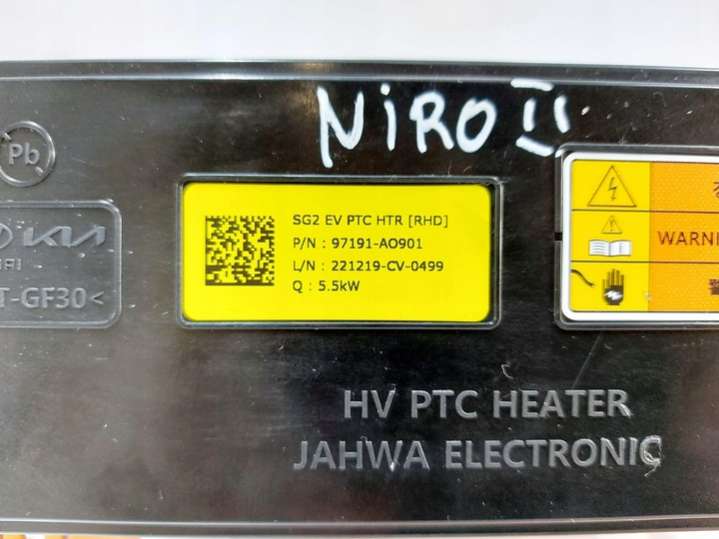 NiRO II
Pb
KIA
T-GF30<
SG2 EV PTC HTR [RHD]
P/N : 97191-AO901
L/N : 221219-CV-0499
Q : 5.5kW
WARNI
HV PTC HEATER
JAHWA ELECTRONIC